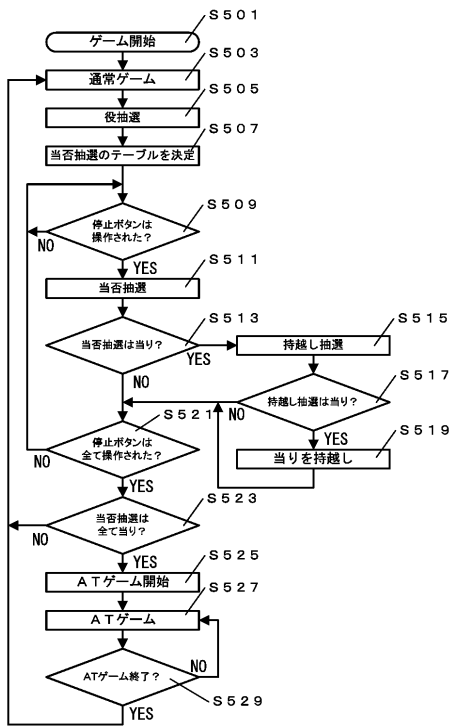 S501
ゲーム開始
S503
通常ゲーム
S505
役抽選
S507
当否抽選のテーブルを決定
S509
停止ボタンは
操作された?
NO
YES
S511
当否抽選
S513
当否抽選は当り?
YES
NO
S515
持越し抽選
S517
持越し抽選は当り?
NO
YES
S519
当りを持越し
S521
停止ボタンは
全て操作された?
NO
YES
S523
当否抽選は
全て当り?
NO
YES
S525
ATゲーム開始
S527
ATゲーム
ATゲーム終了?
NO
S529
YES